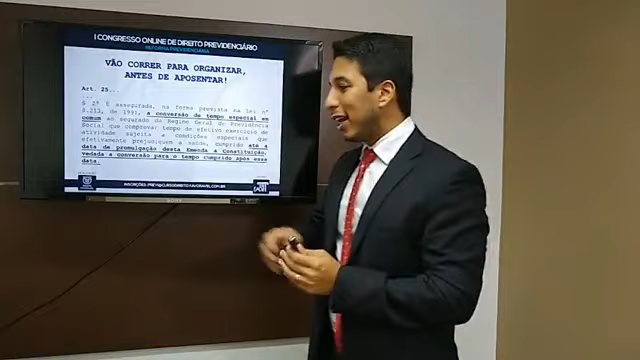 I CONGRESSO ONLINE DE DIREITO PREVIDENCIÁRIO
REFORMA PREVIDENCIÁRIA
VÃO CORRER PARA ORGANIZAR,
ANTES DE APOSENTAR!
Art. 25...
...
§ 2º É assegurada, na forma prevista na Lei nº
8.213, de 1991, a conversão de tempo especial em
comum ao segurado do Regime Geral de Previdência
Social que comprovar tempo de efetivo exercício de
atividade sujeita a condições especiais que
efetivamente prejudiquem a saúde, cumprido até a
data de promulgação desta Emenda à Constituição,
vedada a conversão para o tempo cumprido após esta
data.